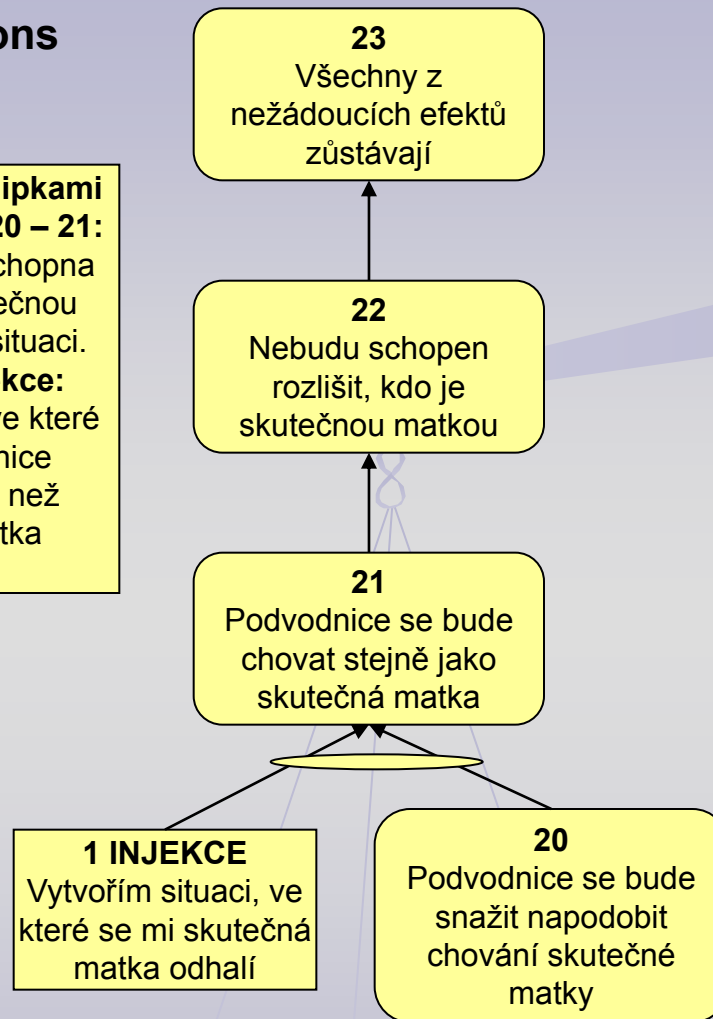 ons
ipkami
20 – 21:
chopna
ečnou
situaci.
kce:
ve které
nice
než
tka
23
Všechny z
nežádoucích efektů
zůstávají
22
Nebudu schopen
rozlišit, kdo je
skutečnou matkou
21
Podvodnice se bude
chovat stejně jako
skutečná matka
1 INJEKCE
Vytvořím situaci, ve
které se mi skutečná
matka odhalí
20
Podvodnice se bude
snažit napodobit
chování skutečné
matky